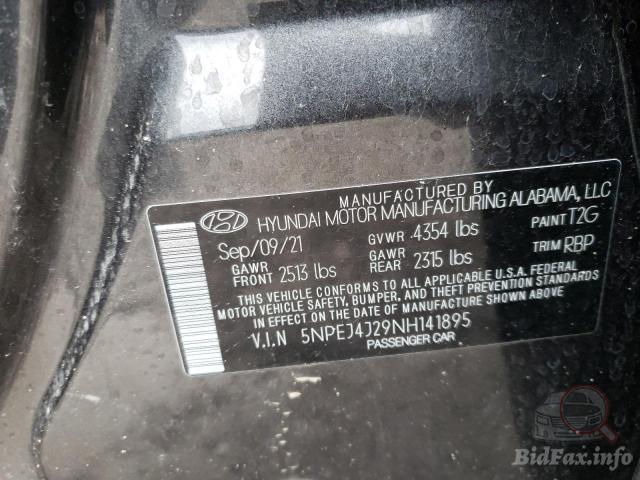 MANUFACTURED BY
HYUNDAI MOTOR MANUFACTURING ALABAMA, LLC
Sep/09/21 GVWR 4354 lbs PAINT T2G
GAWR FRONT 2513 lbs GAWR REAR 2315 lbs TRIM RBP
THIS VEHICLE CONFORMS TO ALL APPLICABLE U.S.A. FEDERAL
MOTOR VEHICLE SAFETY, BUMPER, AND THEFT PREVENTION
STANDARDS IN EFFECT ON THE DATE OF MANUFACTURE SHOWN ABOVE.
V.I.N 5NPEJ4J29NH141895
PASSENGER CAR
BidFax.info